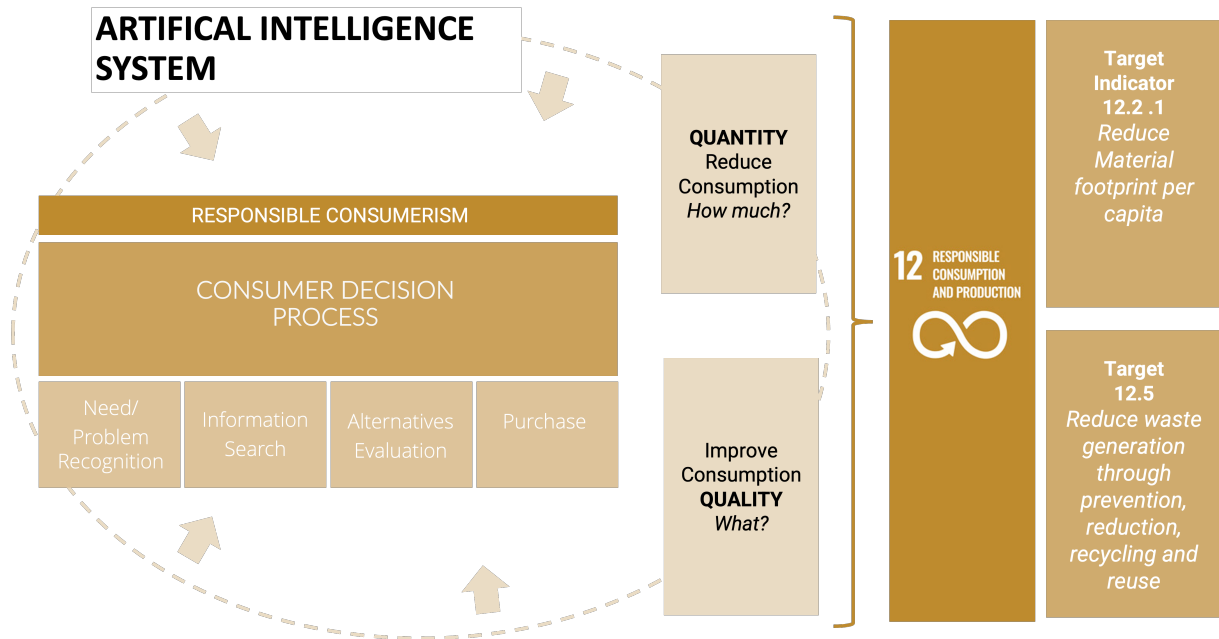 ARTIFICAL INTELLIGENCE
SYSTEM
RESPONSIBLE CONSUMERISM
CONSUMER DECISION
PROCESS
Need/
Problem
Recognition
Information
Search
Alternatives
Evaluation
Purchase
QUANTITY
Reduce
Consumption
How much?
Improve
Consumption
QUALITY
What?
12 RESPONSIBLE
CONSUMPTION
AND PRODUCTION
Target
Indicator
12.2 .1
Reduce
Material
footprint per
capita
Target
12.5
Reduce waste
generation
through
prevention,
reduction,
recycling and
reuse